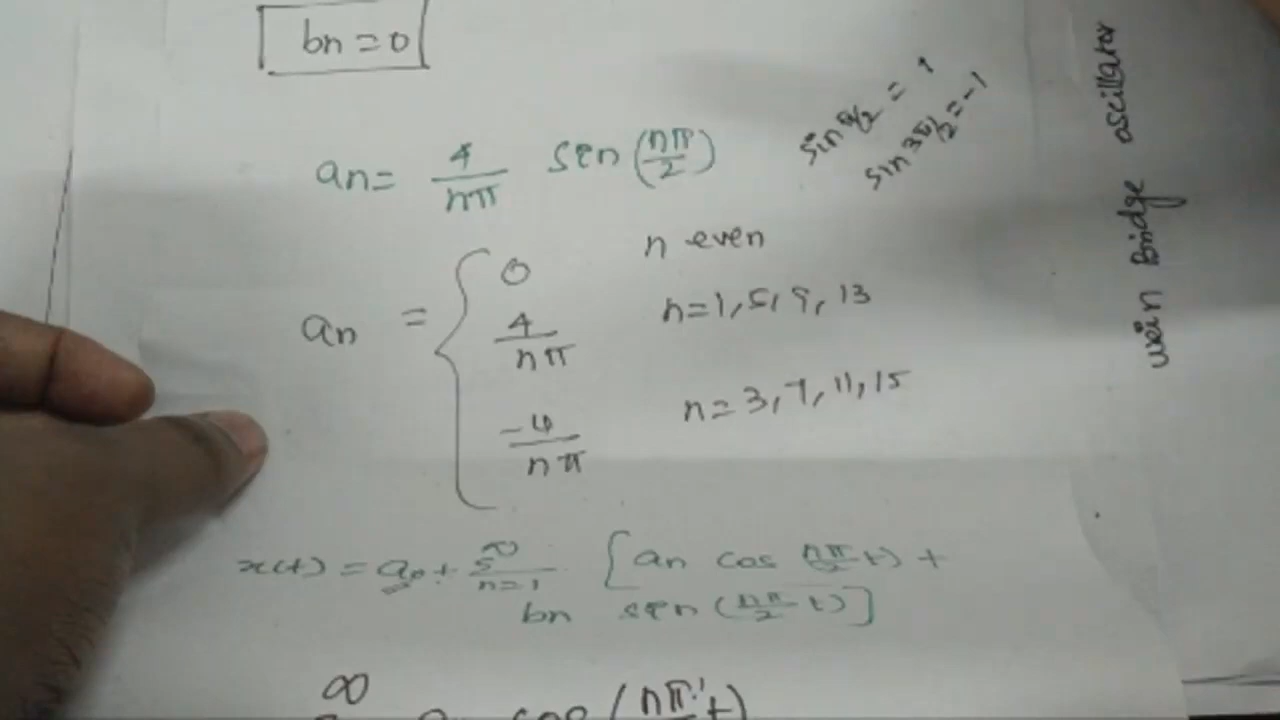 bn = 0
an = 4/nπ sin (nπ/2)
sin π/2 = 1
sin 3π/2 = -1
an = { 0 n even
4/nπ n=1, 5, 9, 13
-4/nπ n=3, 7, 11, 15
x(t) = a0 + Σ∞n=1 [an cos nπ/2 t) +
bn sin (nπ/2 t)]
∞
cos (nπ t)
wein Bridge oscillator